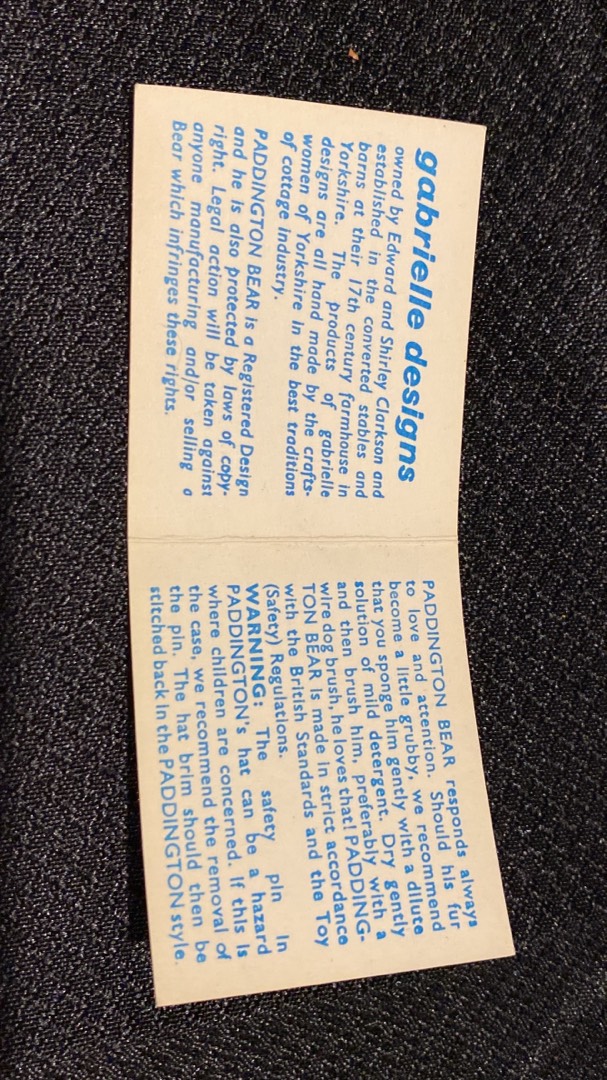 gabrielle designs
owned by Edward and Shirley Clarkson and
established in the converted stables and
barns at their 17th century farmhouse in
Yorkshire. The products of gabrielle
designs are all hand made by the crafts-
women of Yorkshire in the best traditions
of cottage industry.
PADDINGTON BEAR is a Registered Design
and he is also protected by laws of copy-
right. Legal action will be taken against
anyone manufacturing and/or selling a
Bear which infringes these rights.
PADDINGTON BEAR responds always
to love and attention. Should his fur
become a little grubby, we recommend
that you sponge him gently with a dilute
solution of mild detergent. Dry gently
and then brush him, preferably with a
wire dog brush, he loves that! PADDING-
TON BEAR is made in strict accordance
with the British Standards and the Toy
(Safety) Regulations.
WARNING: The safety pin in
PADDINGTON's hat can be a hazard
where children are concerned. If this is
the case, we recommend the removal of
the pin. The hat brim should then be
stitched back in the PADDINGTON style.